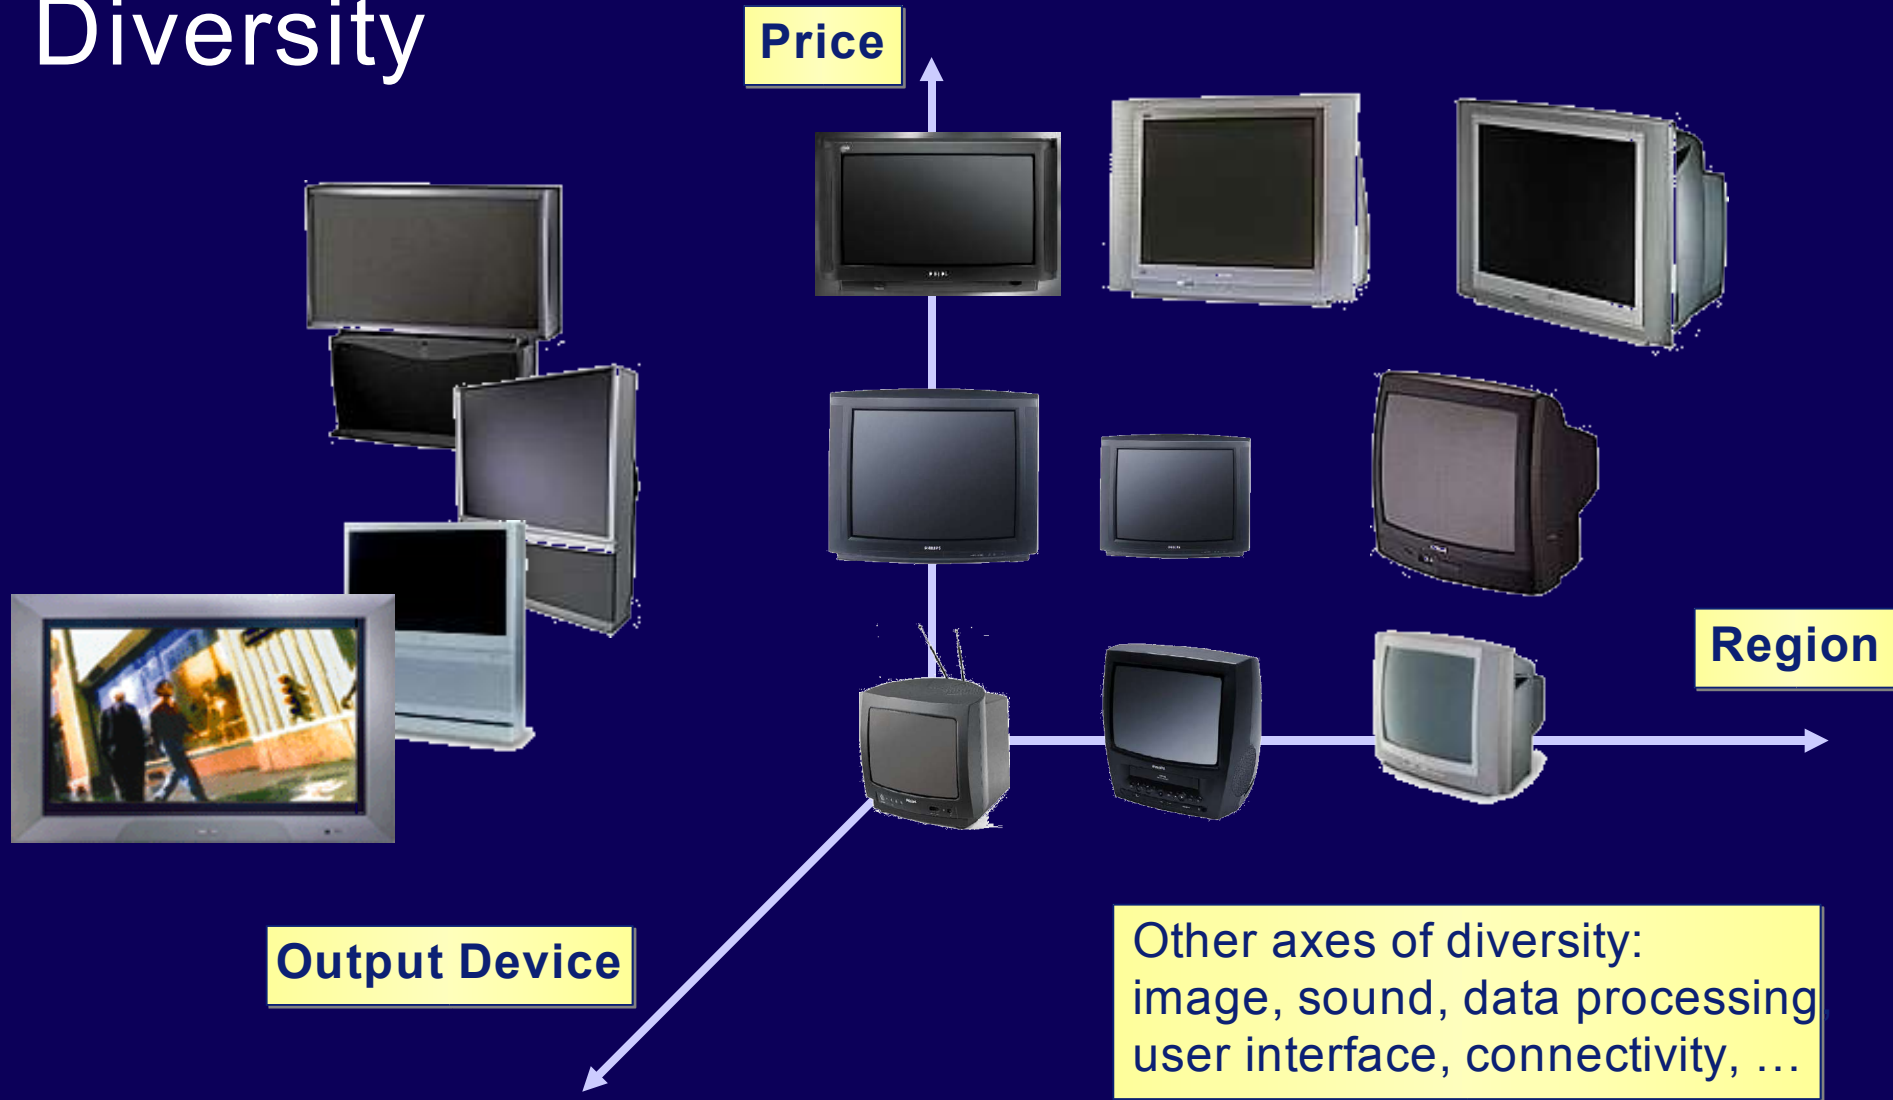 Diversity
Price
Region
Output Device
Other axes of diversity:
image, sound, data processing,
user interface, connectivity, …